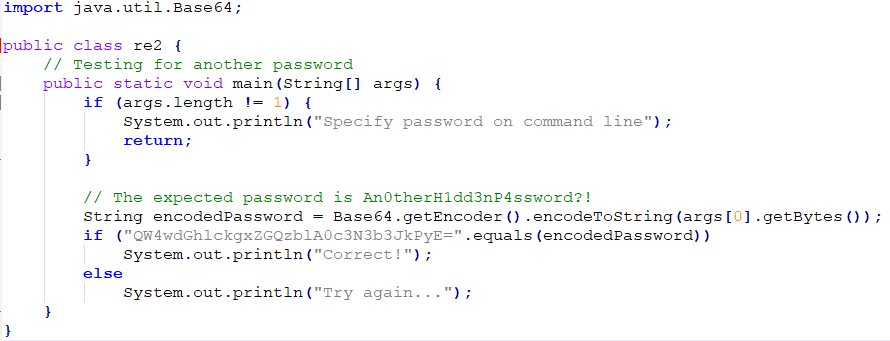 import java.util.Base64;
public class re2 {
// Testing for another password
public static void main(String[] args) {
if (args.length != 1) {
System.out.println("Specify password on command line");
return;
}
// The expected password is An0therH1dd3nP4ssword?!
String encodedPassword = Base64.getEncoder().encodeToString(args[0].getBytes());
if ("QW4wdGhlckgxZGQzblA0c3N3b3JkPyE=".equals(encodedPassword))
System.out.println("Correct!");
else
System.out.println("Try again...");
}
}